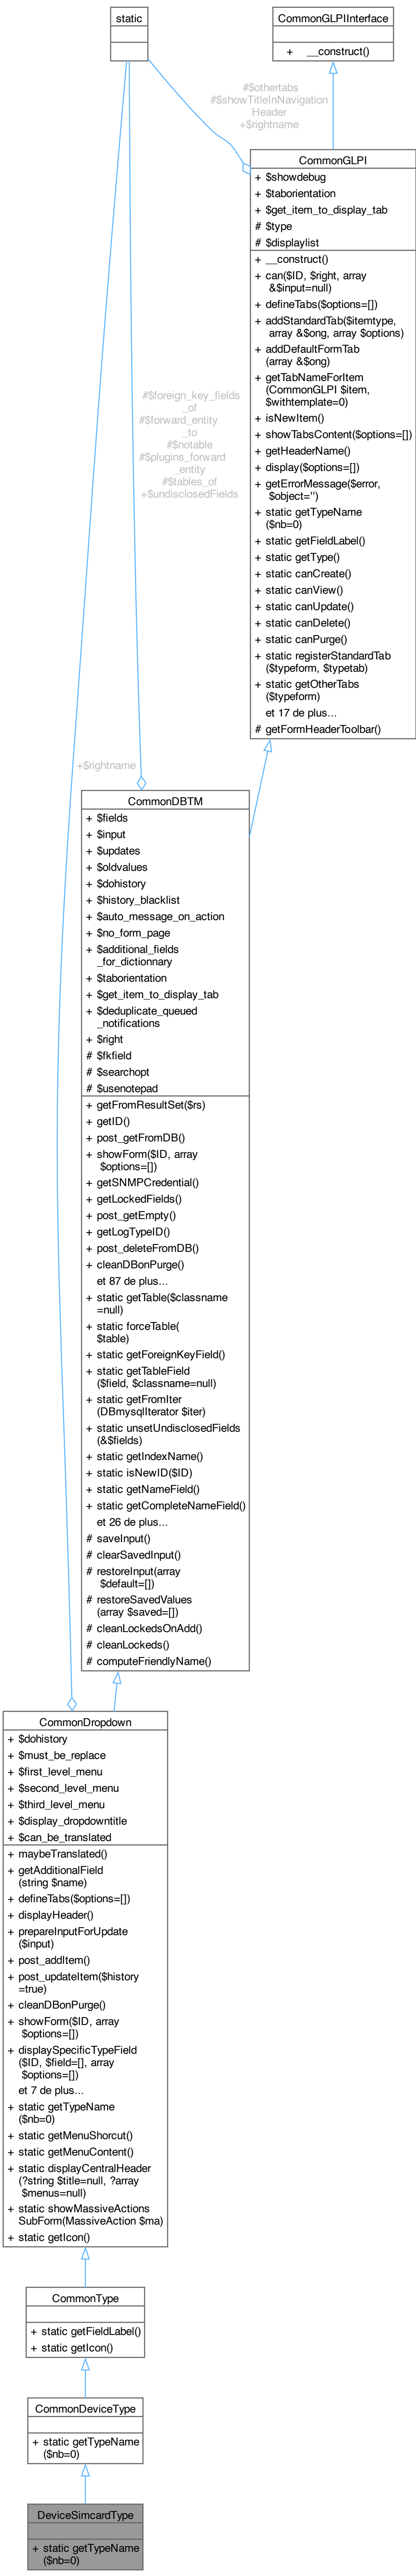 static
CommonGLPIInterface
+ __construct()
#$othertabs
#$showTitleInNavigation
Header
+$rightname
CommonGLPI
+ $showdebug
+ $taborientation
+ $get_item_to_display_tab
# $type
# $displaylist
+ __construct()
+ can($ID, $right, array
&$input=null)
+ defineTabs($options=[])
+ addStandardTab($itemtype,
array &$ong, array $options)
+ addDefaultFormTab
(array &$ong)
+ getTabNameForItem
(CommonGLPI $item,
$withtemplate=0)
+ isNewItem()
+ showTabsContent($options=[])
+ getHeaderName()
+ display($options=[])
+ getErrorMessage($error,
$object='')
+ static getTypeName
($nb=0)
+ static getFieldLabel()
+ static getType()
+ static canCreate()
+ static canView()
+ static canUpdate()
+ static canDelete()
+ static canPurge()
+ static registerStandardTab
($typeform, $typetab)
+ static getOtherTabs
($typeform)
et 17 de plus...
# getFormHeaderToolbar()
#$foreign_key_fields
_of
#$forward_entity
_to
#$notable
#$plugins_forward
_entity
#$tables_of
+$undisclosedFields
+$rightname
CommonDBTM
+ $fields
+ $input
+ $updates
+ $oldvalues
+ $dohistory
+ $history_blacklist
+ $auto_message_on_action
+ $no_form_page
+ $additional_fields
_for_dictionnary
+ $taborientation
+ $get_item_to_display_tab
+ $deduplicate_queued
_notifications
+ $right
# $fkfield
# $searchopt
# $usenotepad
+ getFromResultSet($rs)
+ getID()
+ post_getFromDB()
+ showForm($ID, array
$options=[])
+ getSNMPCredential()
+ getLockedFields()
+ post_getEmpty()
+ getLogTypeID()
+ post_deleteFromDB()
+ cleanDBonPurge()
et 87 de plus...
+ static getTable($classname
=null)
+ static forceTable(
$table)
+ static getForeignKeyField()
+ static getTableField
($field, $classname=null)
+ static getFromIter
(DBmysqlIterator $iter)
+ static unsetUndisclosedFields
(&$fields)
+ static getIndexName()
+ static isNewID($ID)
+ static getNameField()
+ static getCompleteNameField()
et 26 de plus...
# saveInput()
# clearSavedInput()
# restoreInput(array
$default=[])
# restoreSavedValues
(array $saved=[])
# cleanLockedsOnAdd()
# cleanLockeds()
# computeFriendlyName()
CommonDropdown
+ $dohistory
+ $must_be_replace
+ $first_level_menu
+ $second_level_menu
+ $third_level_menu
+ $display_dropdowntitle
+ $can_be_translated
+ maybeTranslated()
+ getAdditionalField
(string $name)
+ defineTabs($options=[])
+ displayHeader()
+ prepareInputForUpdate
($input)
+ post_addItem()
+ post_updateItem($history
=true)
+ cleanDBonPurge()
+ showForm($ID, array
$options=[])
+ displaySpecificTypeField
($ID, $field=[], array
$options=[])
et 7 de plus...
+ static getTypeName
($nb=0)
+ static getMenuShorcut()
+ static getMenuContent()
+ static displayCentralHeader
(?string $title=null, ?array
$menus=null)
+ static showMassiveActions
SubForm(MassiveAction $ma)
+ static getIcon()
CommonType
+ static getFieldLabel()
+ static getIcon()
CommonDeviceType
+ static getTypeName
($nb=0)
DeviceSimcardType
+ static getTypeName
($nb=0)